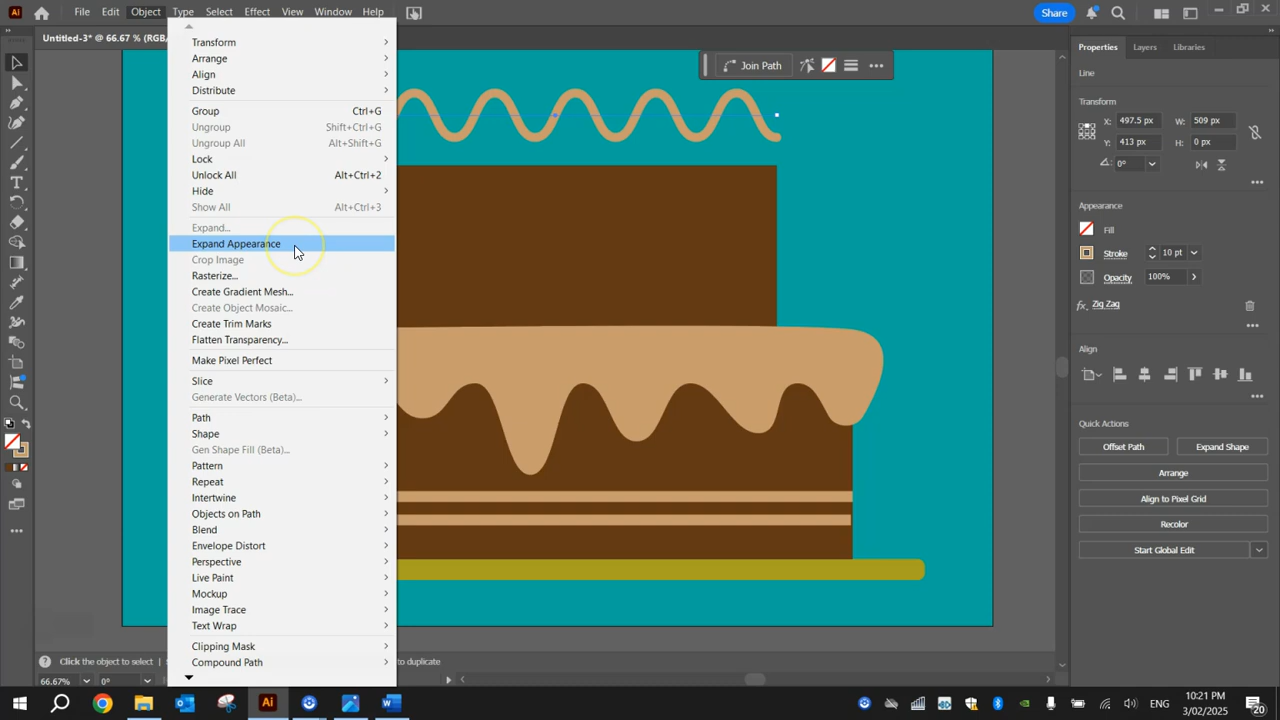 Ai File Edit Object Type Select Effect View Window Help Share
Untitled-3* @ 66.67 % (RGB/
Transform
Arrange
Align
Distribute
Group Ctrl+G
Ungroup Shift+Ctrl+G
Ungroup All Alt+Shift+G
Lock
Unlock All Alt+Ctrl+2
Hide
Show All Alt+Ctrl+3
Expand...
Expand Appearance
Crop Image
Rasterize...
Create Gradient Mesh...
Create Object Mosaic...
Create Trim Marks
Flatten Transparency...
Make Pixel Perfect
Slice
Generate Vectors (Beta)...
Path
Shape
Gen Shape Fill (Beta)...
Pattern
Repeat
Intertwine
Objects on Path
Blend
Envelope Distort
Perspective
Live Paint
Mockup
Image Trace
Text Wrap
Clipping Mask
Compound Path
Join Path
Properties Layers Libraries
Line
Transform
X: 497.5 px W: 509 px
Y: 413 px H: 0 px
0°
Appearance
Fill
Stroke 10 pt
Opacity 100%
fx Zig Zag
Align
Quick Actions
Offset Path Expand Shape
Arrange
Align to Pixel Grid
Recolor
Start Global Edit
Click the object to select
to duplicate
66.67% 0°
Ai
10:21 PM
3/02/2025
20